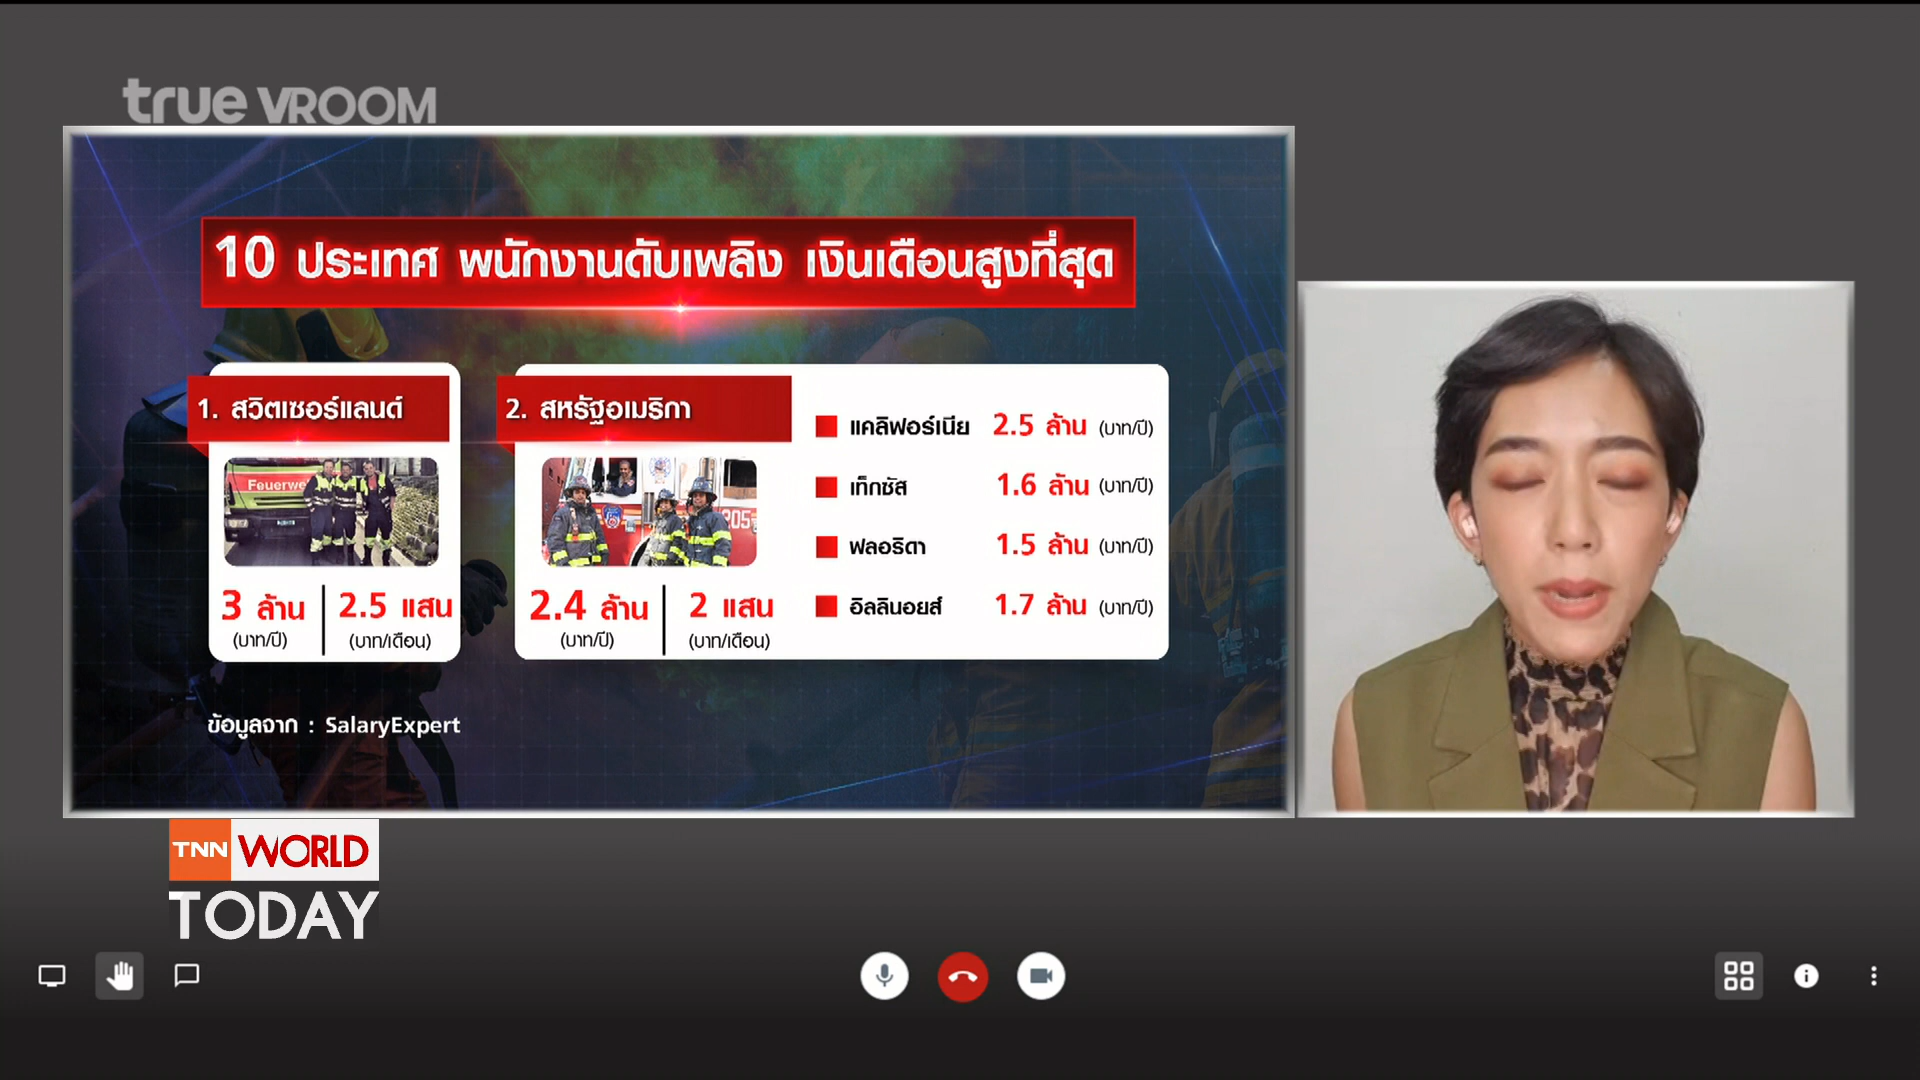 true VROOM
10 ประเทศ พนักงานดับเพลิง เงินเดือนสูงที่สุด
1. สวิตเซอร์แลนด์
Feuerwe
3 ล้าน
(บาท/ปี)
2.5 แสน
(บาท/เดือน)
2. สหรัฐอเมริกา
205
2.4 ล้าน
(บาท/ปี)
2 แสน
(บาท/เดือน)
แคลิฟอร์เนีย 2.5 ล้าน (บาท/ปี)
เท็กซัส 1.6 ล้าน (บาท/ปี)
ฟลอริดา 1.5 ล้าน (บาท/ปี)
อิลลินอยส์ 1.7 ล้าน (บาท/ปี)
ข้อมูลจาก : SalaryExpert
TNN WORLD
TODAY